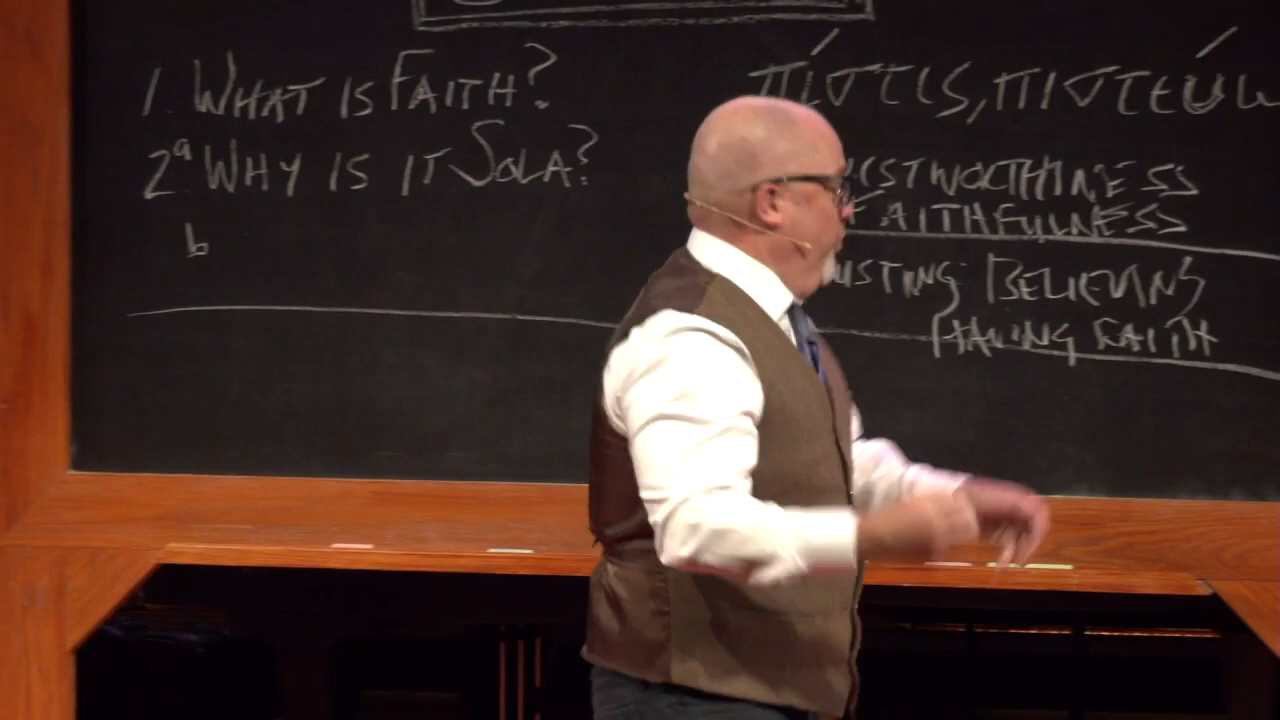 1. WHAT IS FAITH?
2a. WHY IS IT SOLA?
b
πίστις, πιστεύω
FAITHFULNESS
BELIEVING
HAVING FAITH